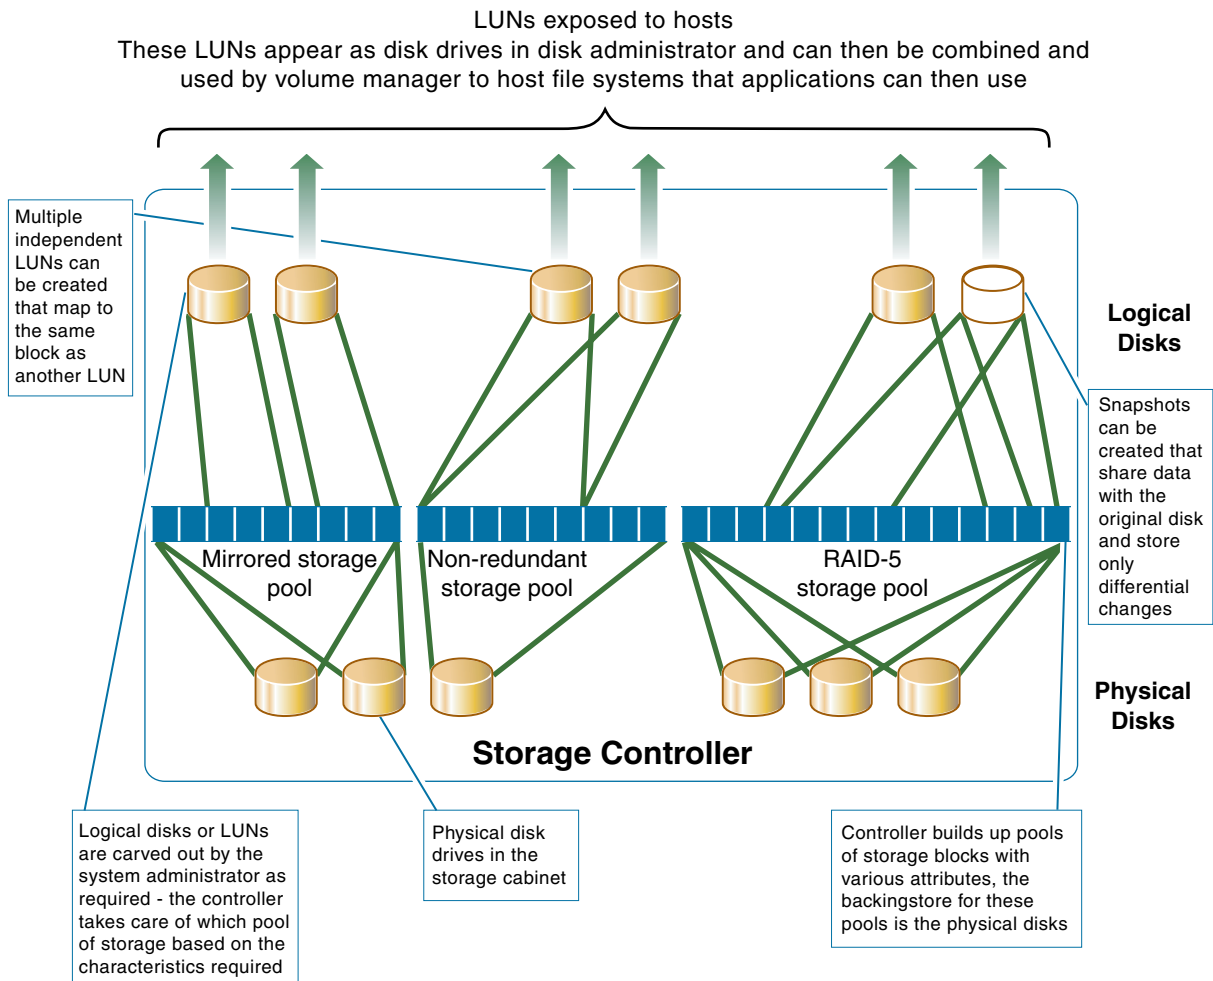 LUNs exposed to hosts
These LUNs appear as disk drives in disk administrator and can then be combined and
used by volume manager to host file systems that applications can then use
Multiple
independent
LUNs can
be created
that map to
the same
block as
another LUN
Logical
Disks
Snapshots
can be
created that
share data
with the
original disk
and store
only
differential
changes
Mirrored storage
pool
Non-redundant
storage pool
RAID-5
storage pool
Physical
Disks
Storage Controller
Logical disks or LUNs
are carved out by the
system administrator as
required - the controller
takes care of which pool
of storage based on the
characteristics required
Physical disk
drives in the
storage cabinet
Controller builds up pools
of storage blocks with
various attributes, the
backingstore for these
pools is the physical disks